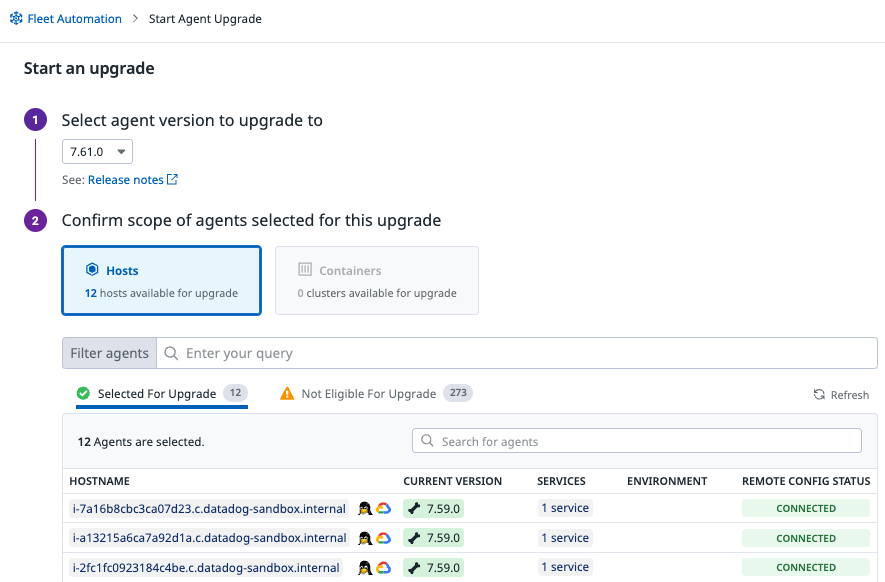 Fleet Automation > Start Agent Upgrade
Start an upgrade
1 Select agent version to upgrade to
7.61.0
See: Release notes
2 Confirm scope of agents selected for this upgrade
Hosts
12 hosts available for upgrade
Containers
0 clusters available for upgrade
Filter agents Enter your query
Selected For Upgrade 12 Not Eligible For Upgrade 273 Refresh
12 Agents are selected. Search for agents
HOSTNAME CURRENT VERSION SERVICES ENVIRONMENT REMOTE CONFIG STATUS
i-7a16b8cbc3ca07d23.c.datadog-sandbox.internal 7.59.0 1 service CONNECTED
i-a13215a6ca7a92d1a.c.datadog-sandbox.internal 7.59.0 1 service CONNECTED
i-2fc1fc0923184c4be.c.datadog-sandbox.internal 7.59.0 1 service CONNECTED